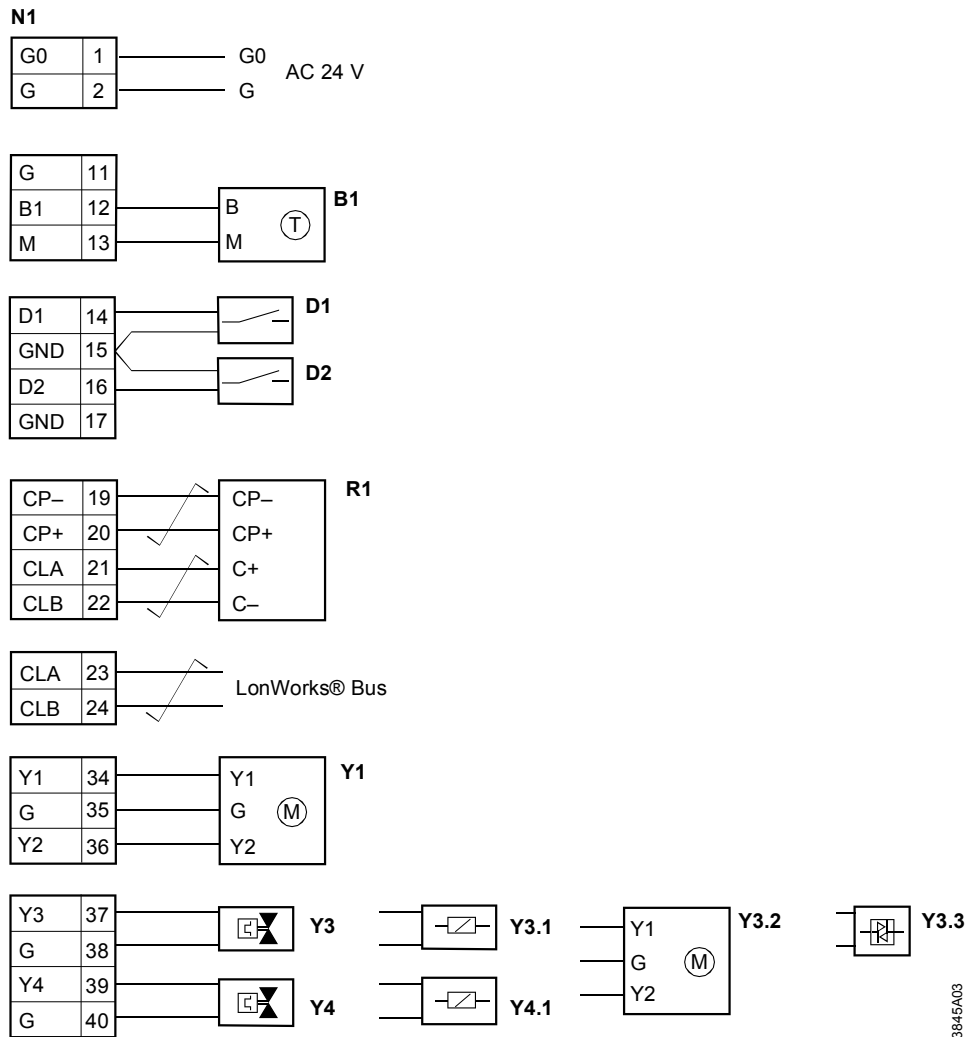 N1
G0 1 G0
AC 24 V
G 2 G
G 11
B1 12 B B1
T
M 13 M
D1 14 D1
GND 15
D2 16 D2
GND 17
CP– 19 CP– R1
CP+ 20 CP+
CLA 21 C+
CLB 22 C–
CLA 23
LonWorks® Bus
CLB 24
Y1 34 Y1 Y1
G 35 G M
Y2 36 Y2
Y3 37 Y3 Y3.1 Y1 Y3.2 Y3.3
G 38 G M
Y4 39 Y4 Y4.1 Y2
G 40
3845A03